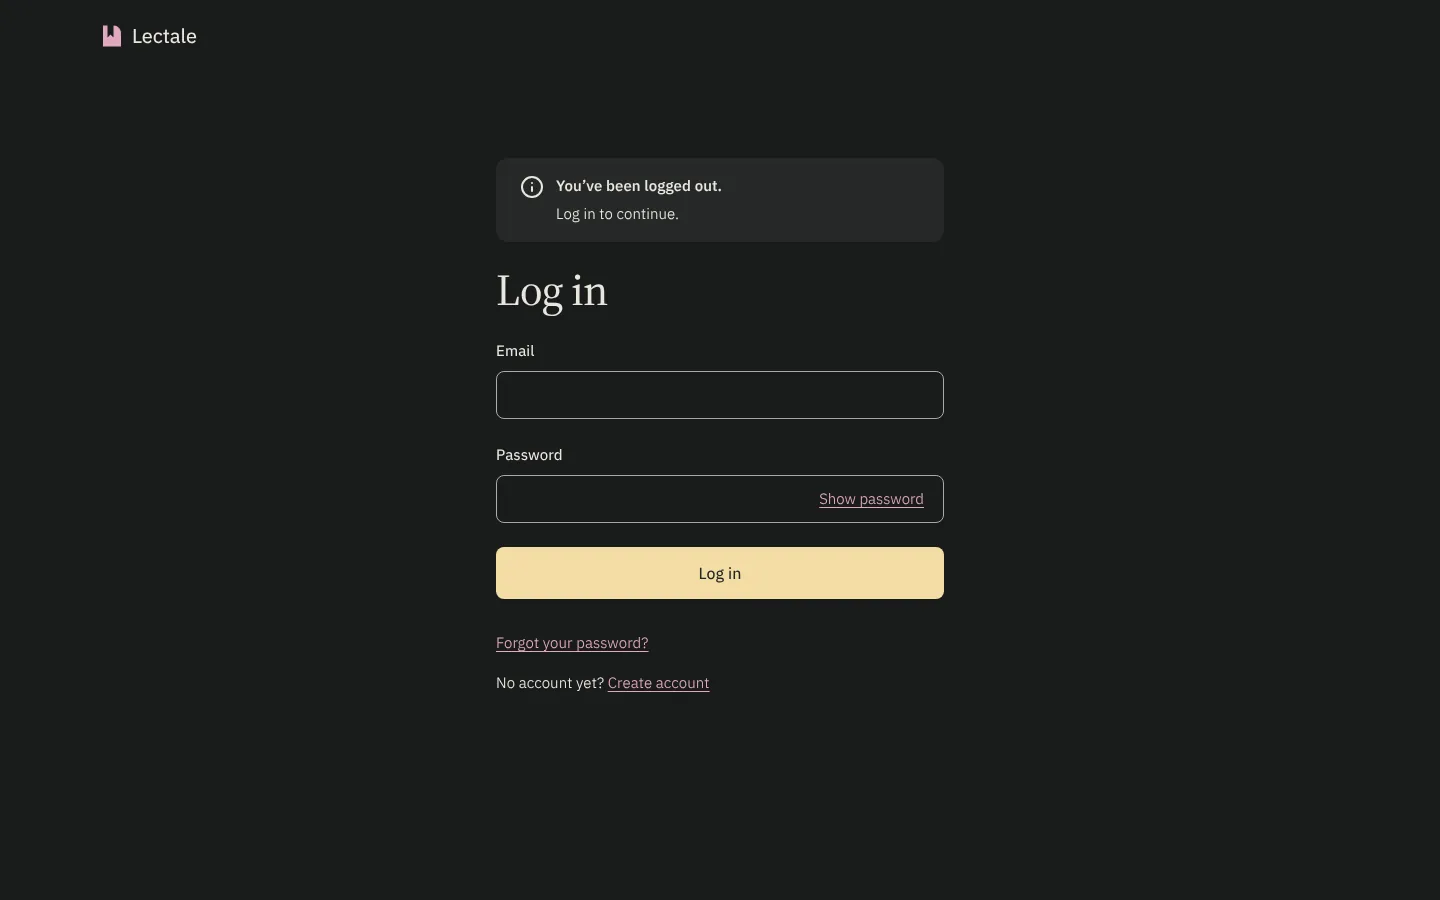 Lectale
You’ve been logged out.
Log in to continue.
Log in
Email
Password
Show password
Log in
Forgot your password?
No account yet? Create account